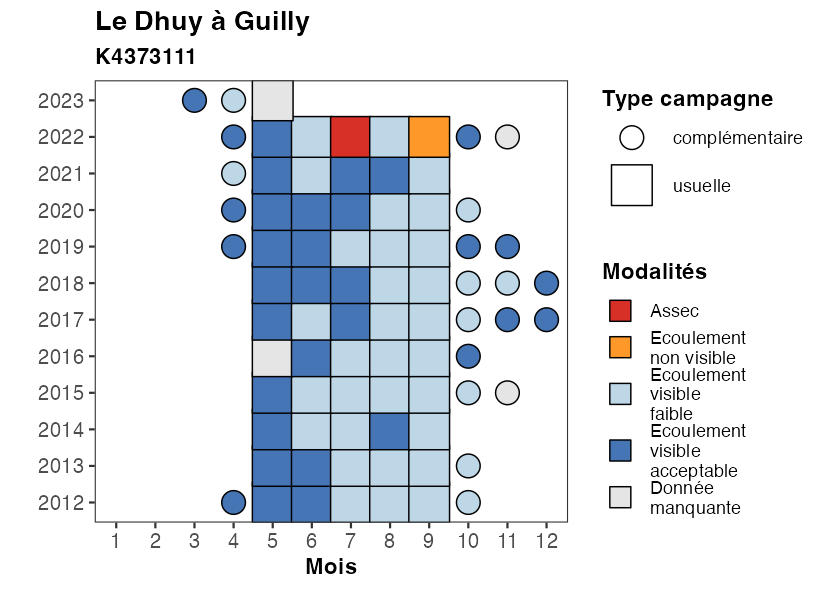 Le Dhuy à Guilly
K4373111
2023
2022
2021
2020
2019
2018
2017
2016
2015
2014
2013
2012
1 2 3 4 5 6 7 8 9 10 11 12
Mois
Type campagne
complémentaire
usuelle
Modalités
Assec
Ecoulement
non visible
Ecoulement
visible
faible
Ecoulement
visible
acceptable
Donnée
manquante